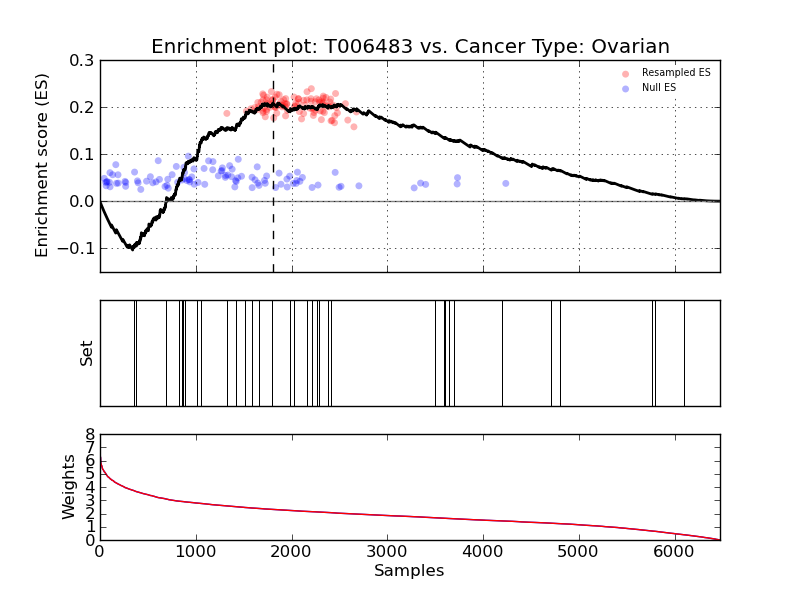 Enrichment plot: T006483 vs. Cancer Type: Ovarian
Enrichment score (ES)
0.3
0.2
0.1
0.0
−0.1
Resampled ES
Null ES
Set
Weights
8
7
6
5
4
3
2
1
0
0 1000 2000 3000 4000 5000 6000
Samples